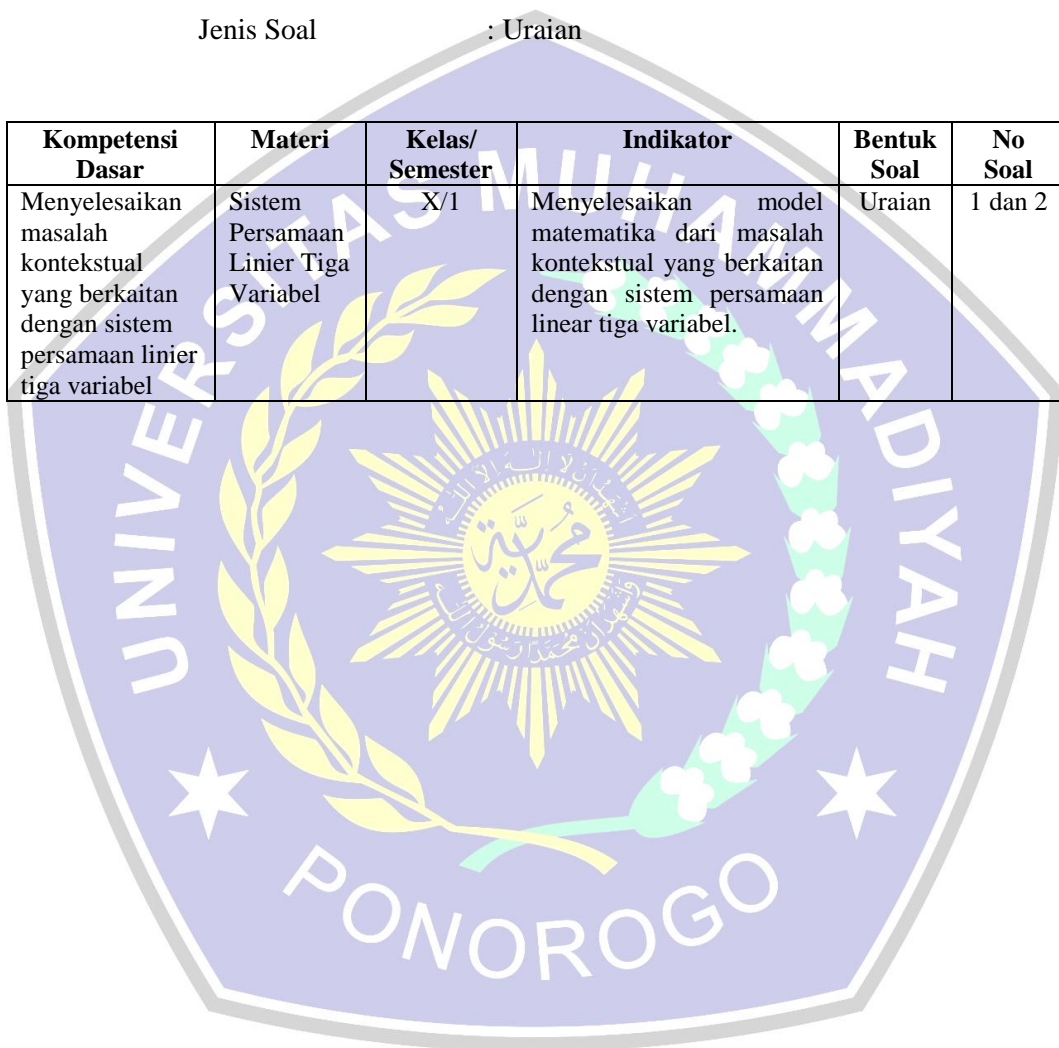 Jenis Soal : Uraian
Kompetensi Dasar | Materi | Kelas/ Semester | Indikator | Bentuk Soal | No Soal
Menyelesaikan masalah kontekstual yang berkaitan dengan sistem persamaan linier tiga variabel | Sistem Persamaan Linier Tiga Variabel | X/1 | Menyelesaikan model matematika dari masalah kontekstual yang berkaitan dengan sistem persamaan linear tiga variabel. | Uraian | 1 dan 2
UNIVERSITAS MUHAMMADIYAH
PONOROGO
محمدية